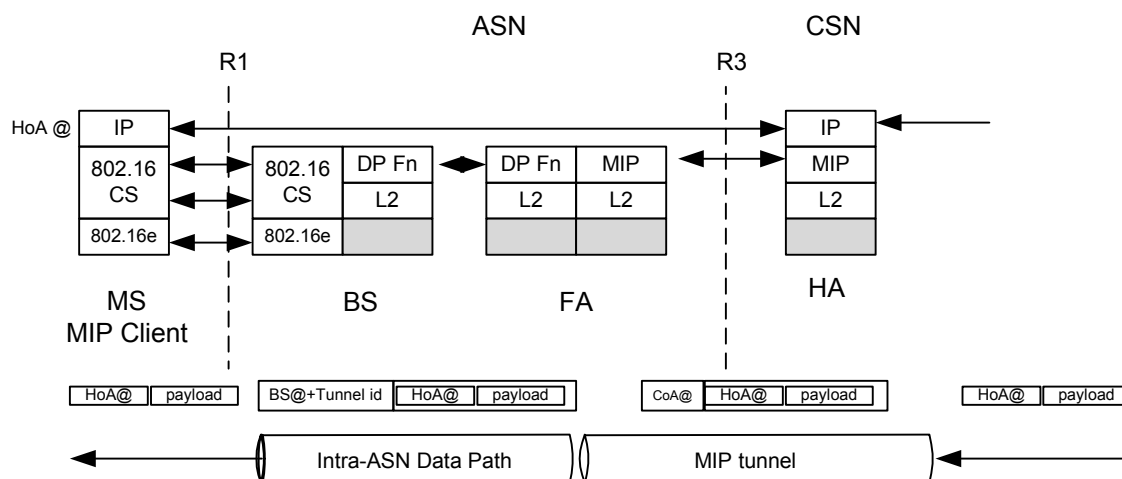 ASN
CSN
R1
R3
HoA @
IP
IP
802.16
CS
802.16
CS
DP Fn
DP Fn
MIP
MIP
L2
L2
L2
L2
802.16e
802.16e
MS
MIP Client
BS
FA
HA
HoA@
payload
BS@+Tunnel id
HoA@
payload
CoA@
HoA@
payload
HoA@
payload
Intra-ASN Data Path
MIP tunnel